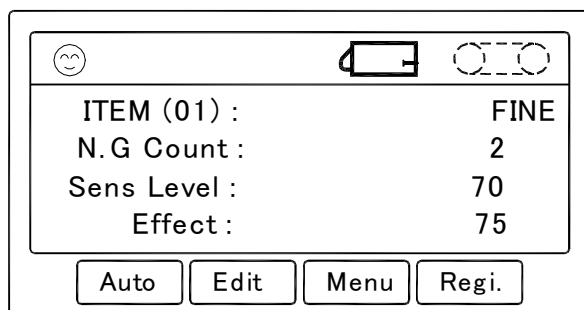 ITEM (01) : FINE
N.G Count : 2
Sens Level : 70
Effect : 75
Auto Edit Menu Regi.